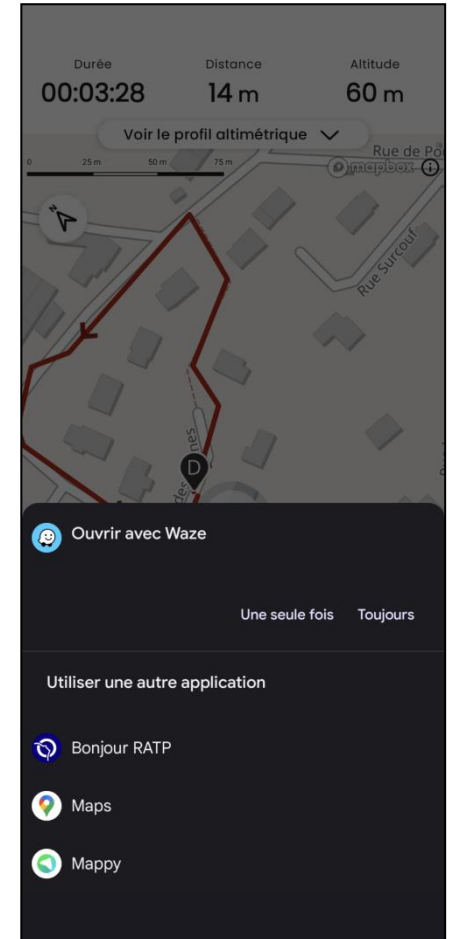 Durée
Distance
Altitude
00:03:28
14 m
60 m
Voir le profil altimétrique
0 25 m 50 m 75 m
Rue de
mapbox
N
Rue Surcouf
D
Ouvrir avec Waze
Une seule fois Toujours
Utiliser une autre application
Bonjour RATP
Maps
Mappy